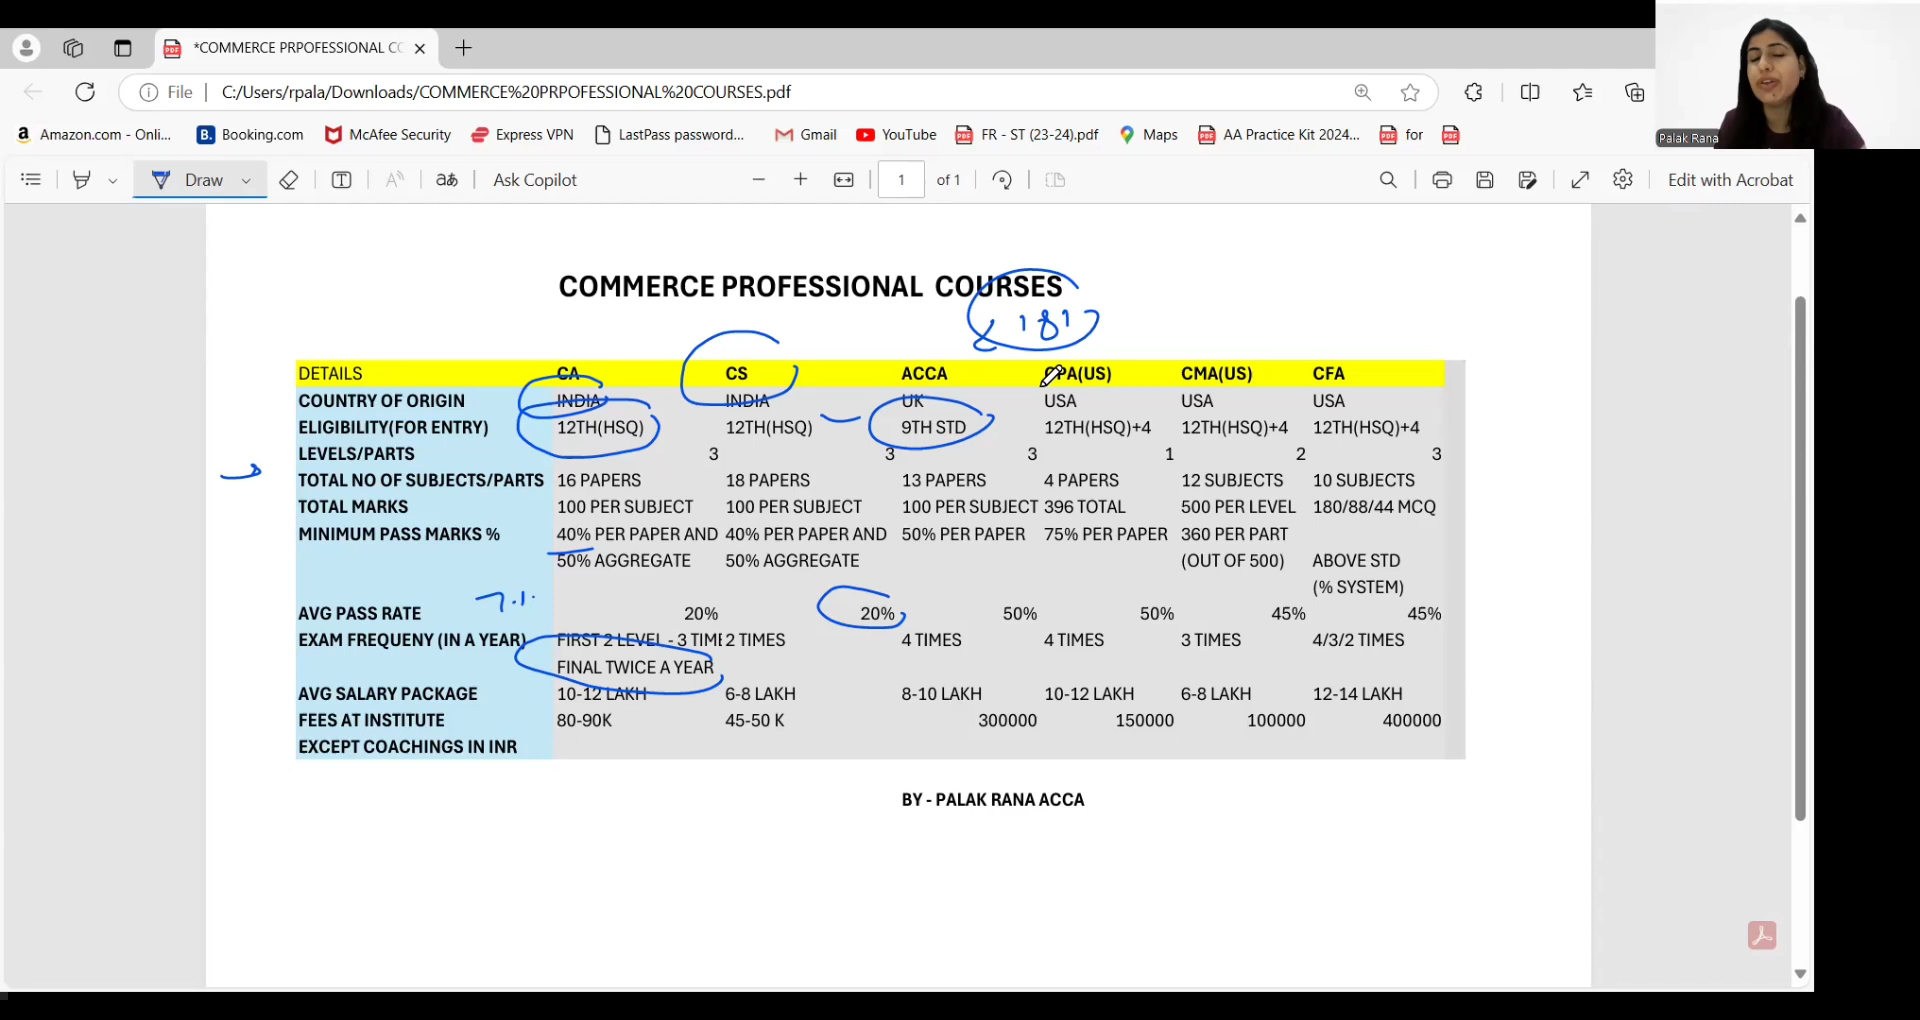 *COMMERCE PRPOFESSIONAL CO
File C:/Users/rpala/Downloads/COMMERCE%20PRPOFESSIONAL%20COURSES.pdf
Palak Rana
Amazon.com - Onli... Booking.com McAfee Security Express VPN LastPass password... Gmail YouTube FR - ST (23-24).pdf Maps AA Practice Kit 2024... for
Draw Ask Copilot 1 of 1 Edit with Acrobat
COMMERCE PROFESSIONAL COURSES
181
DETAILS CA CS ACCA CPA(US) CMA(US) CFA
COUNTRY OF ORIGIN INDIA INDIA UK USA USA USA
ELIGIBILITY(FOR ENTRY) 12TH(HSQ) 12TH(HSQ) 9TH STD 12TH(HSQ)+4 12TH(HSQ)+4 12TH(HSQ)+4
LEVELS/PARTS 3 3 3 1 2 3
TOTAL NO OF SUBJECTS/PARTS 16 PAPERS 18 PAPERS 13 PAPERS 4 PAPERS 12 SUBJECTS 10 SUBJECTS
TOTAL MARKS 100 PER SUBJECT 100 PER SUBJECT 100 PER SUBJECT 396 TOTAL 500 PER LEVEL 180/88/44 MCQ
MINIMUM PASS MARKS % 40% PER PAPER AND 40% PER PAPER AND 50% PER PAPER 75% PER PAPER 360 PER PART
50% AGGREGATE 50% AGGREGATE (OUT OF 500) ABOVE STD
(% SYSTEM)
AVG PASS RATE 20% 20% 50% 50% 45% 45%
EXAM FREQUENY (IN A YEAR) FIRST 2 LEVEL - 3 TIME 2 TIMES 4 TIMES 4 TIMES 3 TIMES 4/3/2 TIMES
FINAL TWICE A YEAR
AVG SALARY PACKAGE 10-12 LAKH 6-8 LAKH 8-10 LAKH 10-12 LAKH 6-8 LAKH 12-14 LAKH
FEES AT INSTITUTE 80-90K 45-50 K 300000 150000 100000 400000
EXCEPT COACHINGS IN INR
BY - PALAK RANA ACCA